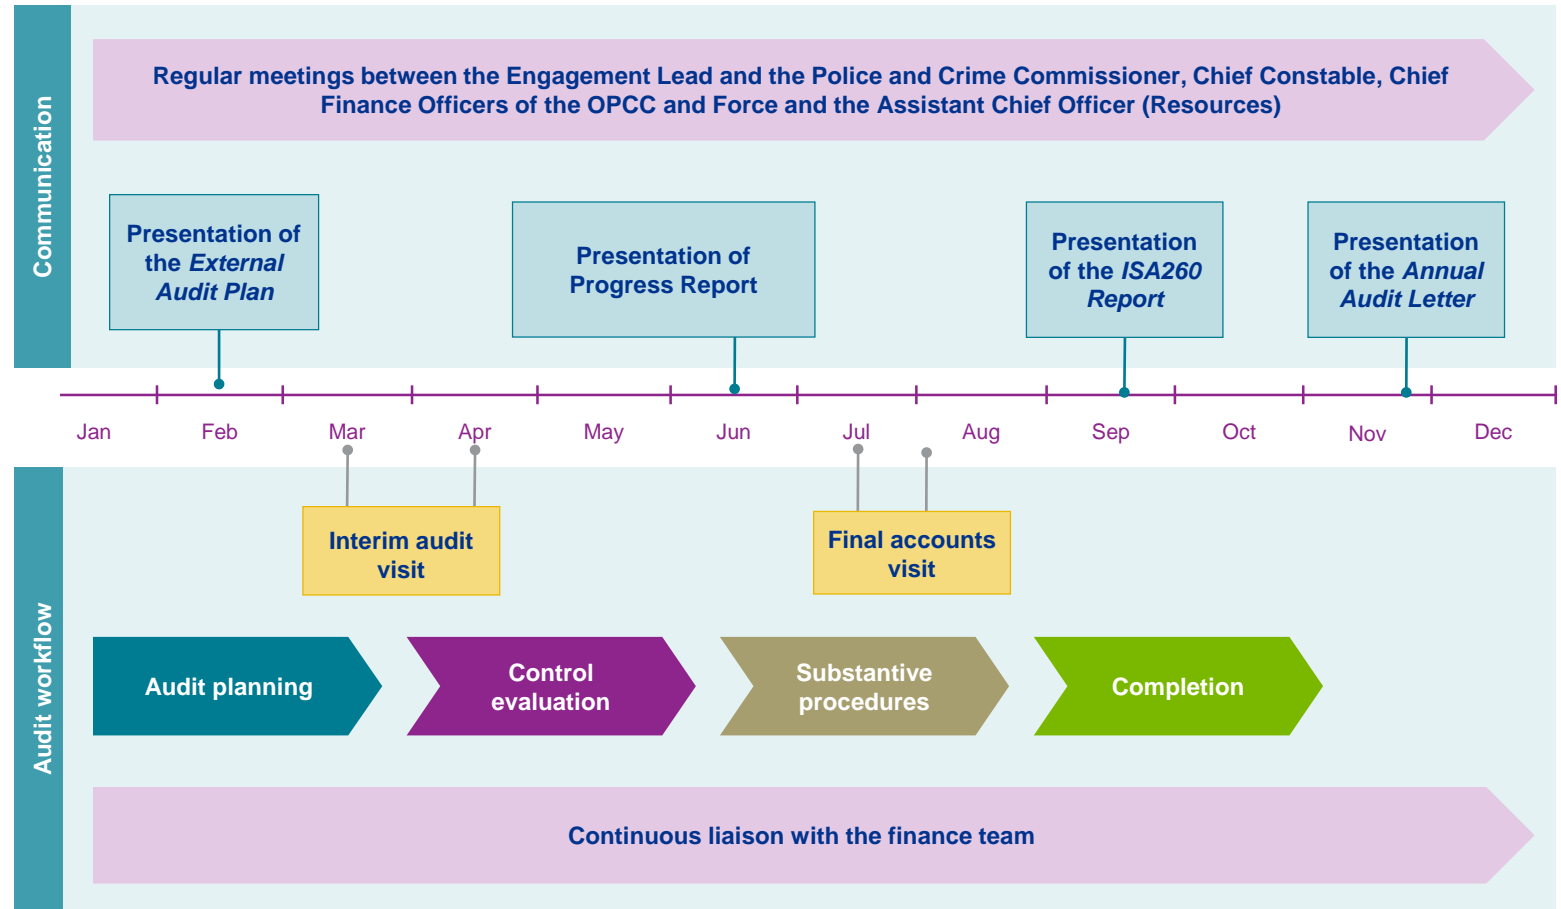 Communication
Regular meetings between the Engagement Lead and the Police and Crime Commissioner, Chief Constable, Chief
Finance Officers of the OPCC and Force and the Assistant Chief Officer (Resources)
Presentation of
the External
Audit Plan
Presentation of
Progress Report
Presentation
of the ISA260
Report
Presentation
of the Annual
Audit Letter
Jan
Feb
Mar
Apr
May
Jun
Jul
Aug
Sep
Oct
Nov
Dec
Audit workflow
Interim audit
visit
Final accounts
visit
Audit planning
Control
evaluation
Substantive
procedures
Completion
Continuous liaison with the finance team